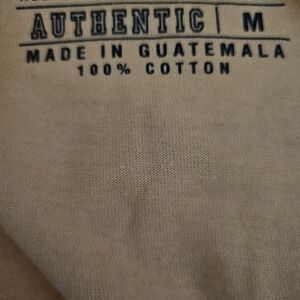 AUTHENTIC M
MADE IN GUATEMALA
100% COTTON